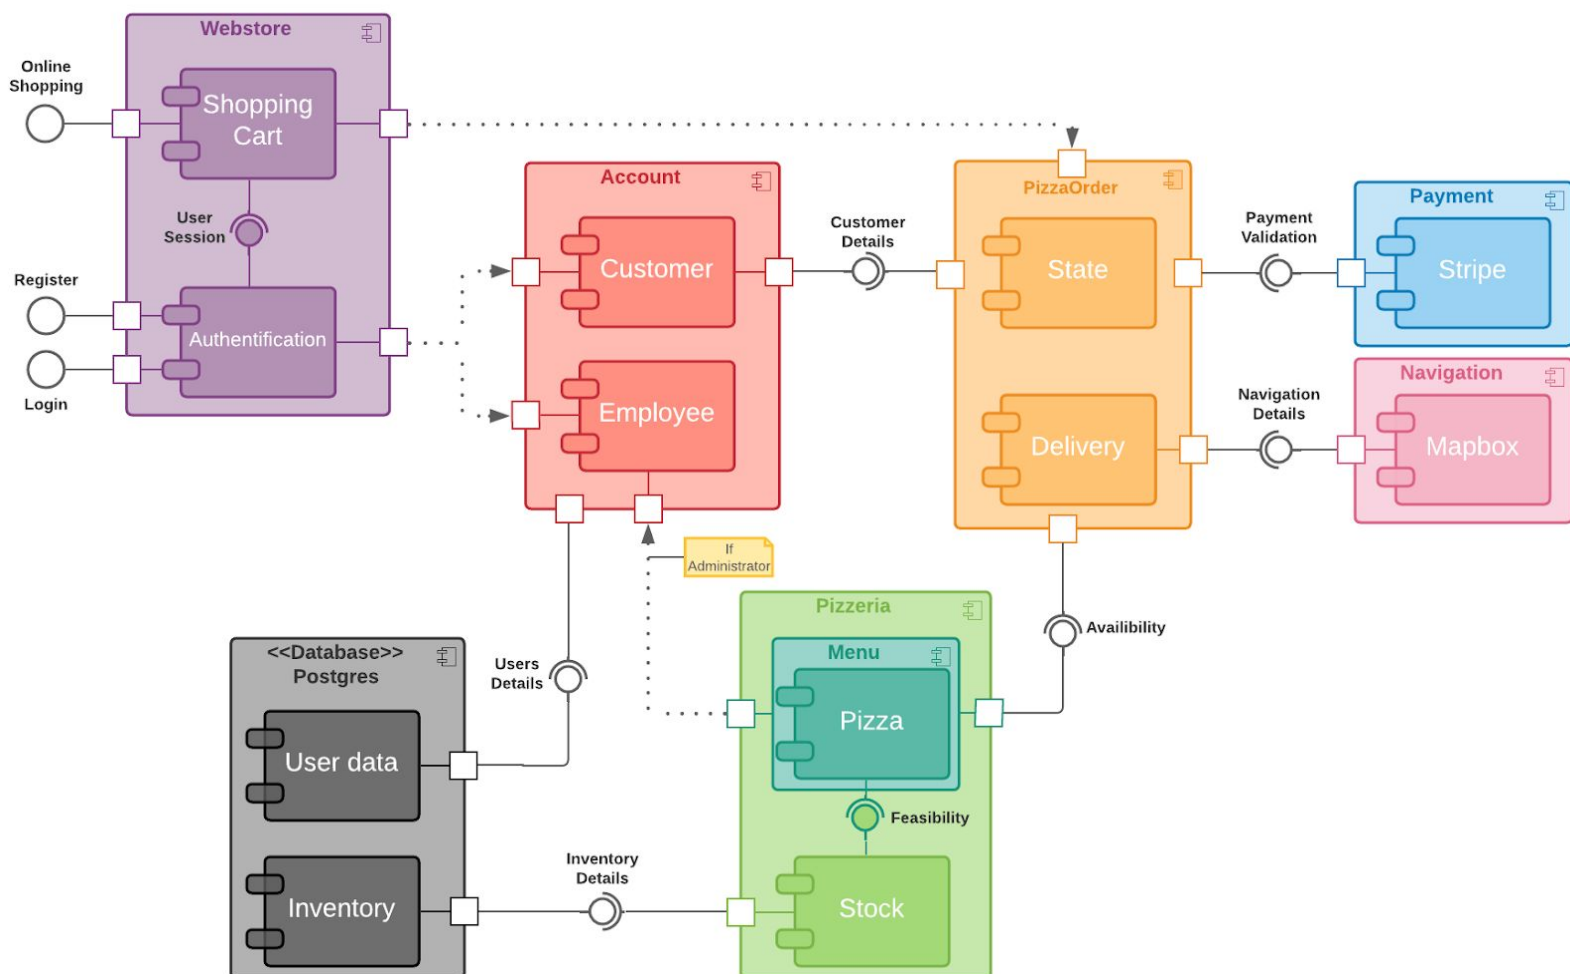 Webstore
Online
Shopping
Shopping
Cart
User
Session
Register
Authentification
Login
Account
Customer
Employee
Customer
Details
PizzaOrder
State
Delivery
Payment
Validation
Payment
Stripe
Navigation
Details
Navigation
Mapbox
If
Administrator
Availibility
Users
Details
<<Database>>
Postgres
User data
Inventory
Inventory
Details
Pizzeria
Menu
Pizza
Feasibility
Stock